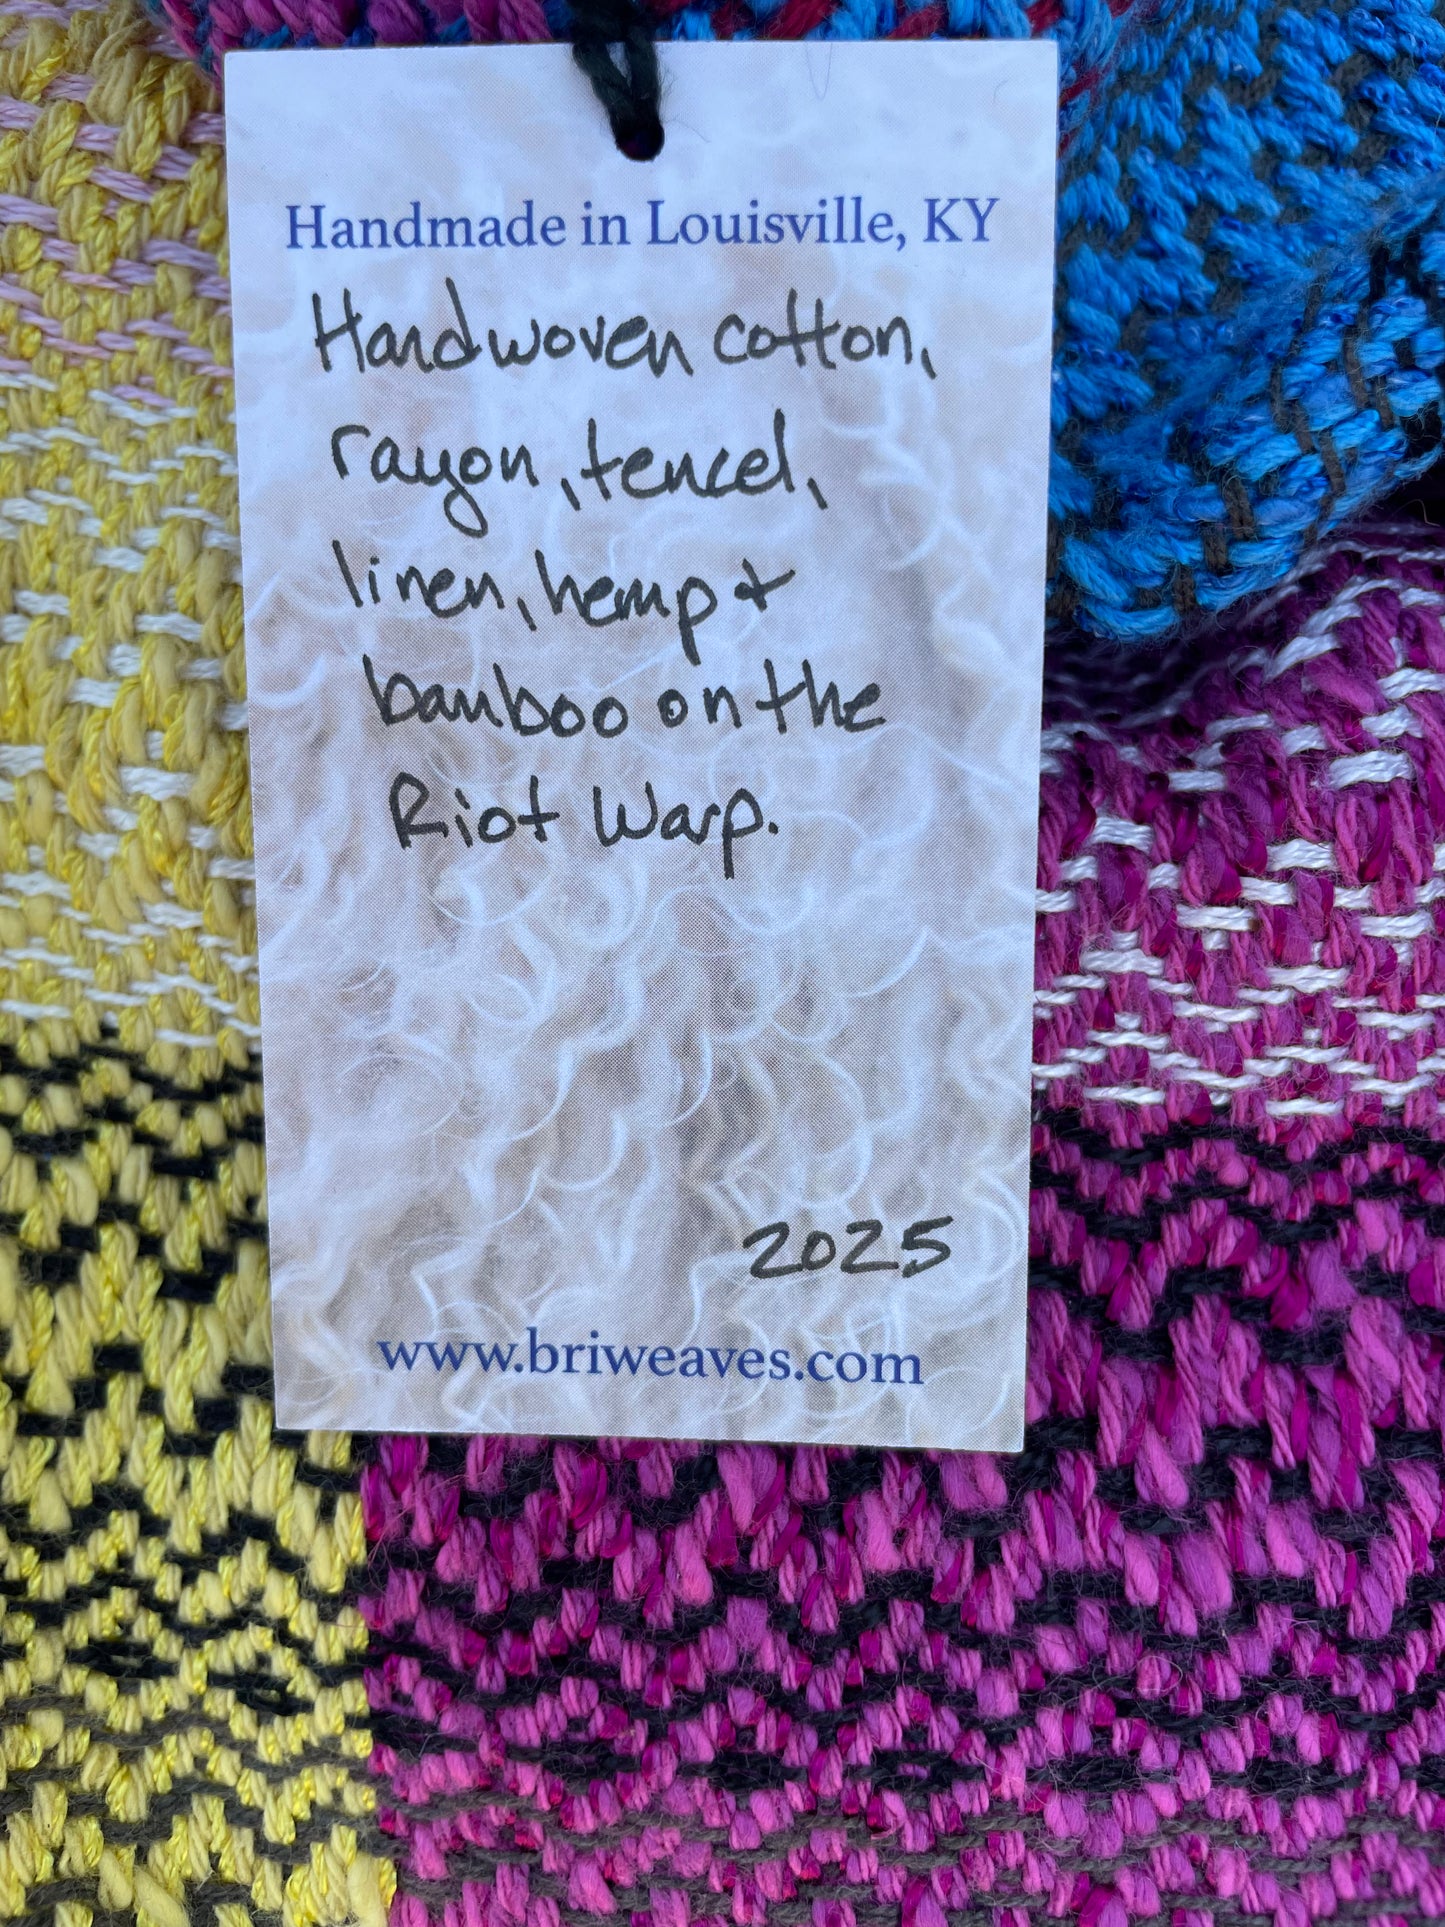 Handmade in Louisville, KY
Handwoven cotton,
rayon, tencel,
linen, hemp +
bamboo on the
Riot Warp.
2025
www.briweaves.com